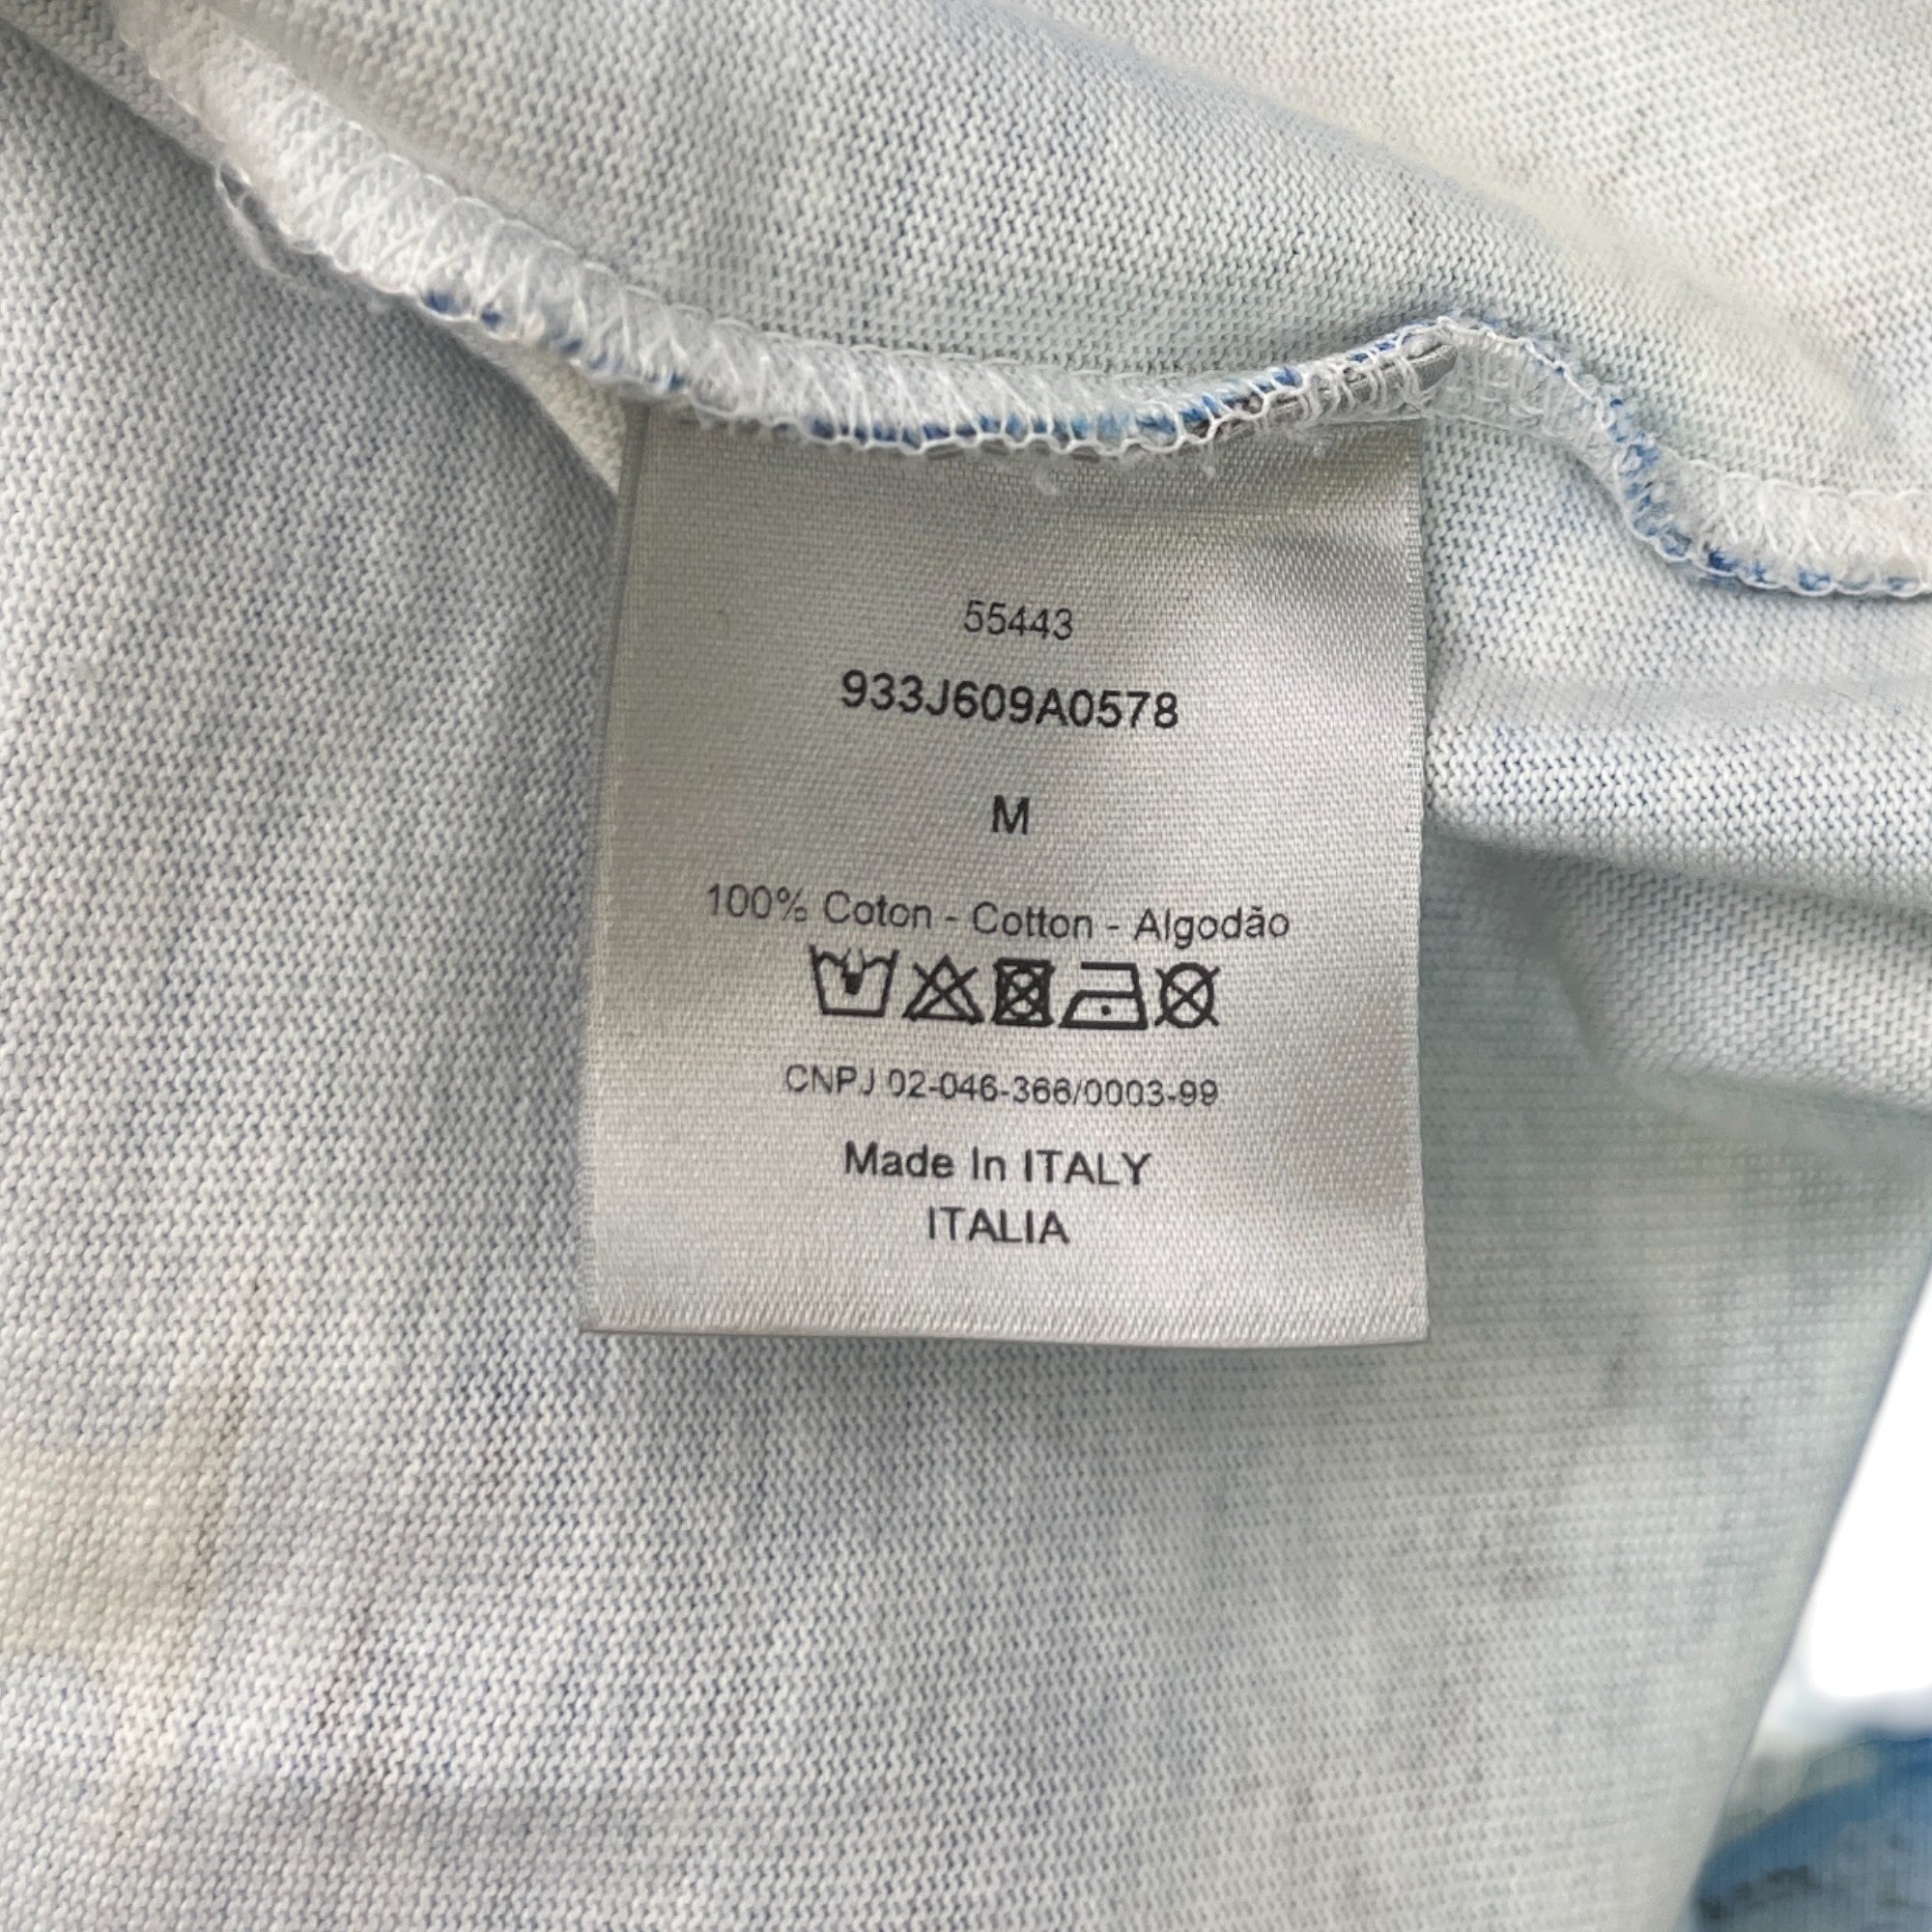 55443
933J609A0578
M
100% Coton - Cotton - Algodão
CNPJ 02-046-366/0003-99
Made In ITALY
ITALIA